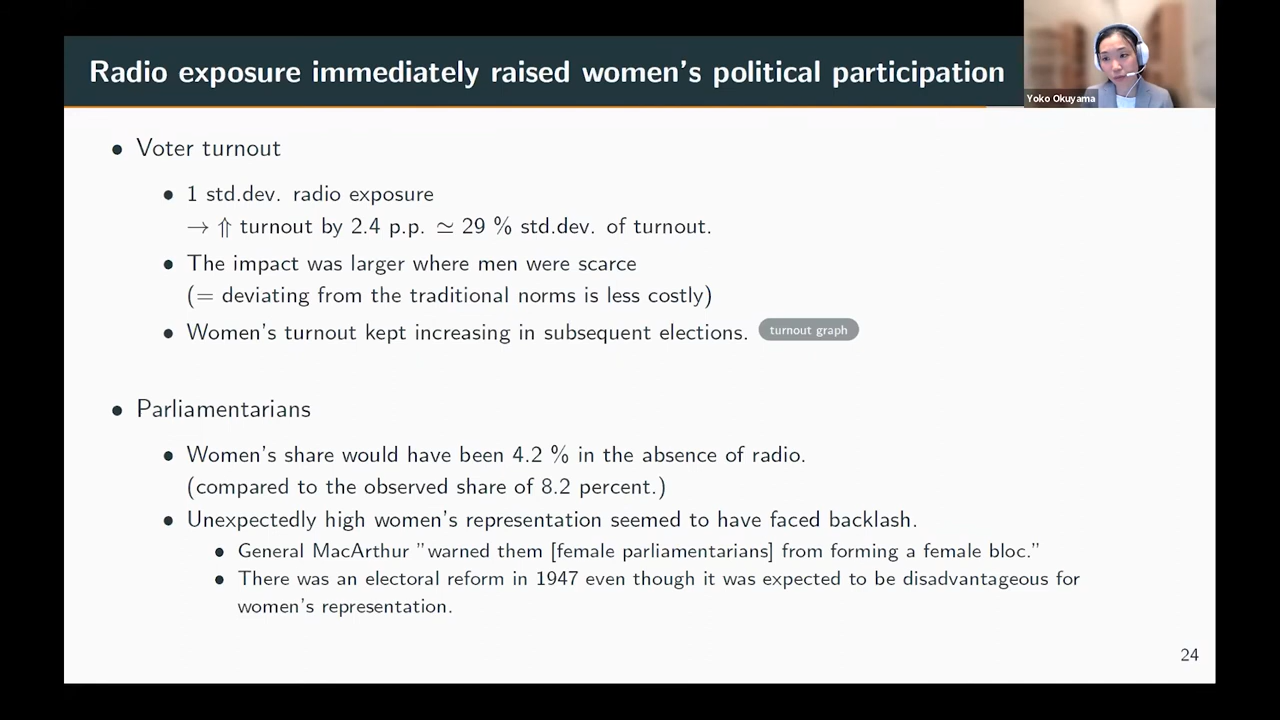 Radio exposure immediately raised women's political participation
Yoko Okuyama
• Voter turnout
• 1 std.dev. radio exposure
→ ⇑ turnout by 2.4 p.p. ≃ 29 % std.dev. of turnout.
• The impact was larger where men were scarce
(= deviating from the traditional norms is less costly)
• Women's turnout kept increasing in subsequent elections. turnout graph
• Parliamentarians
• Women's share would have been 4.2 % in the absence of radio.
(compared to the observed share of 8.2 percent.)
• Unexpectedly high women's representation seemed to have faced backlash.
• General MacArthur "warned them [female parliamentarians] from forming a female bloc."
• There was an electoral reform in 1947 even though it was expected to be disadvantageous for
women's representation.
24